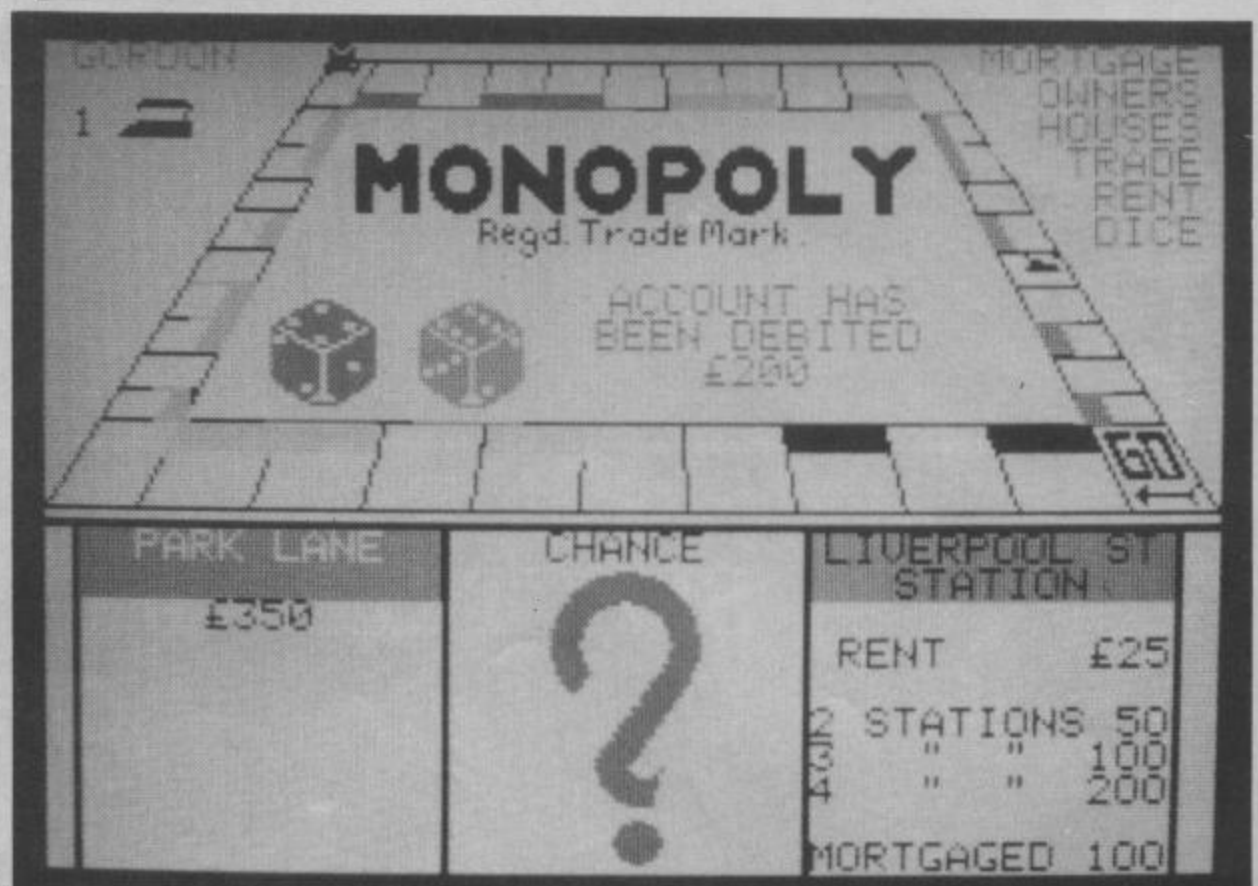 GORDON
1
MORTGAGE
OWNERS
HOUSES
TRADE
RENT
DICE
MONOPOLY
Regd. Trade Mark.
ACCOUNT HAS
BEEN DEBITED
£200
GO
PARK LANE
£350
CHANCE
?
LIVERPOOL ST
STATION
RENT £25
2 STATIONS 50
3 " " 100
4 " " 200
MORTGAGED 100